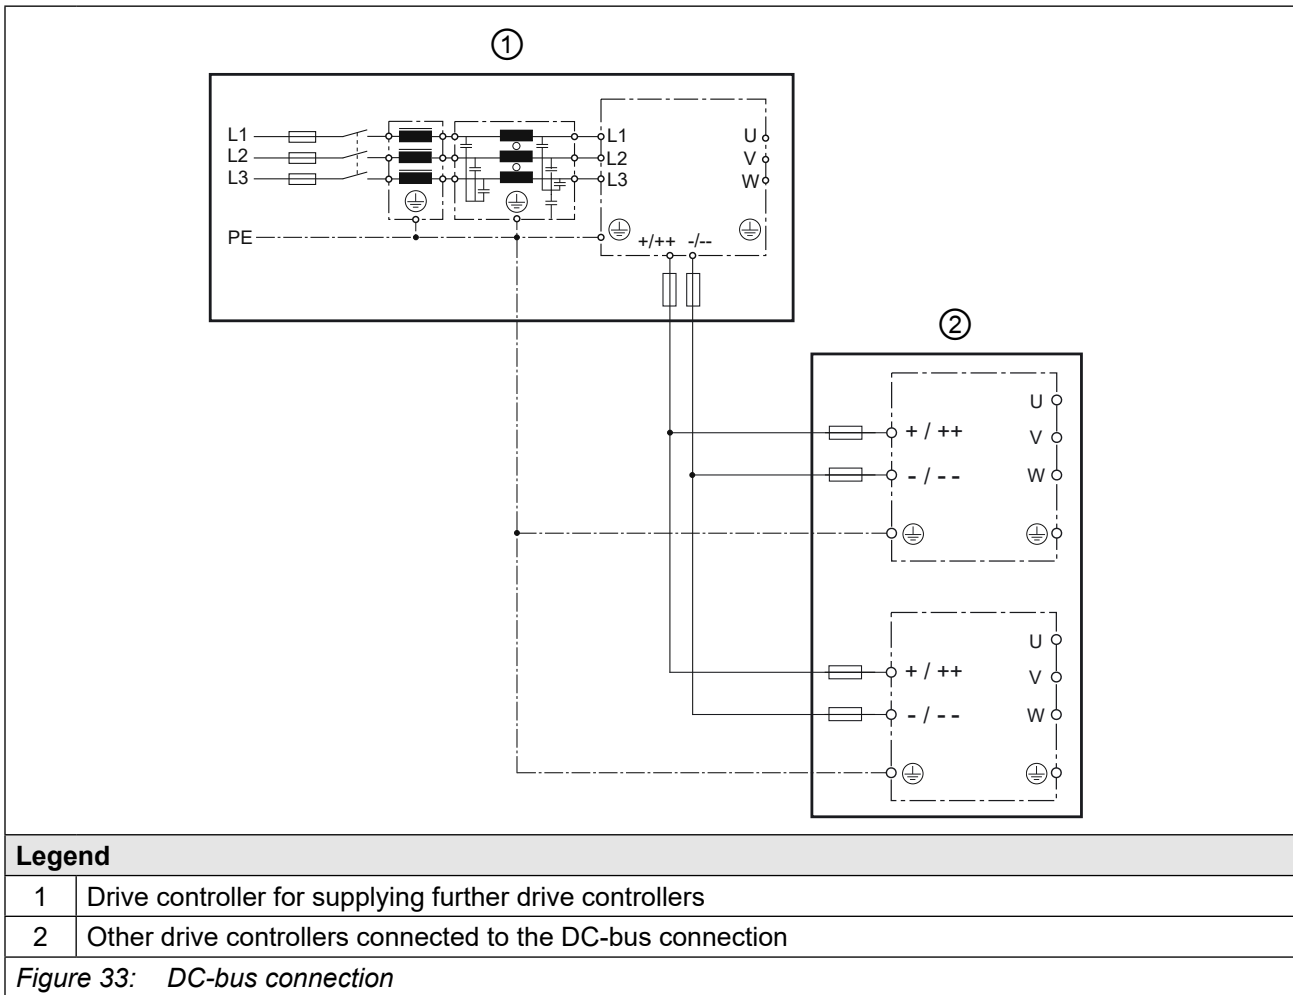 1
L1
L2
L3
PE
L1
L2
L3
U
V
W
+/++ -/--
2
U
+ / ++
V
- / - -
W
U
+ / ++
V
- / - -
W
Legend
1 Drive controller for supplying further drive controllers
2 Other drive controllers connected to the DC-bus connection
Figure 33: DC-bus connection